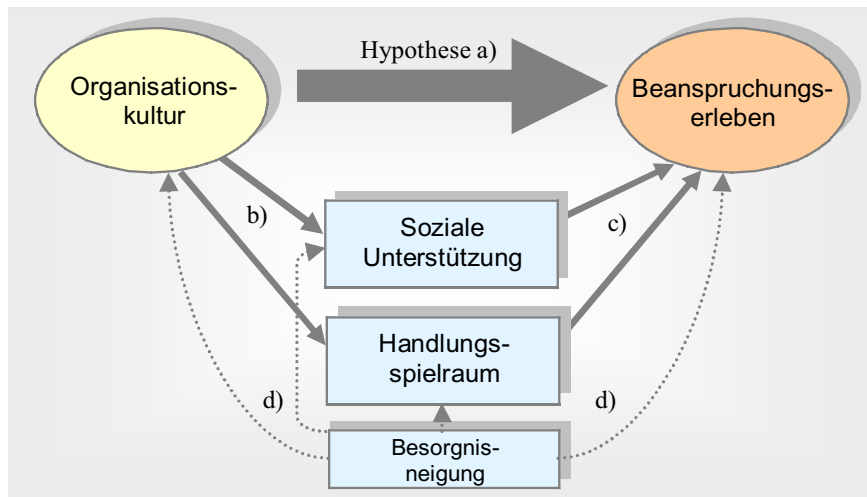 Hypothese a)
Organisations-
kultur
Beanspruchungs-
erleben
b)
Soziale
Unterstützung
c)
Handlungs-
spielraum
d)
d)
Besorgnis-
neigung